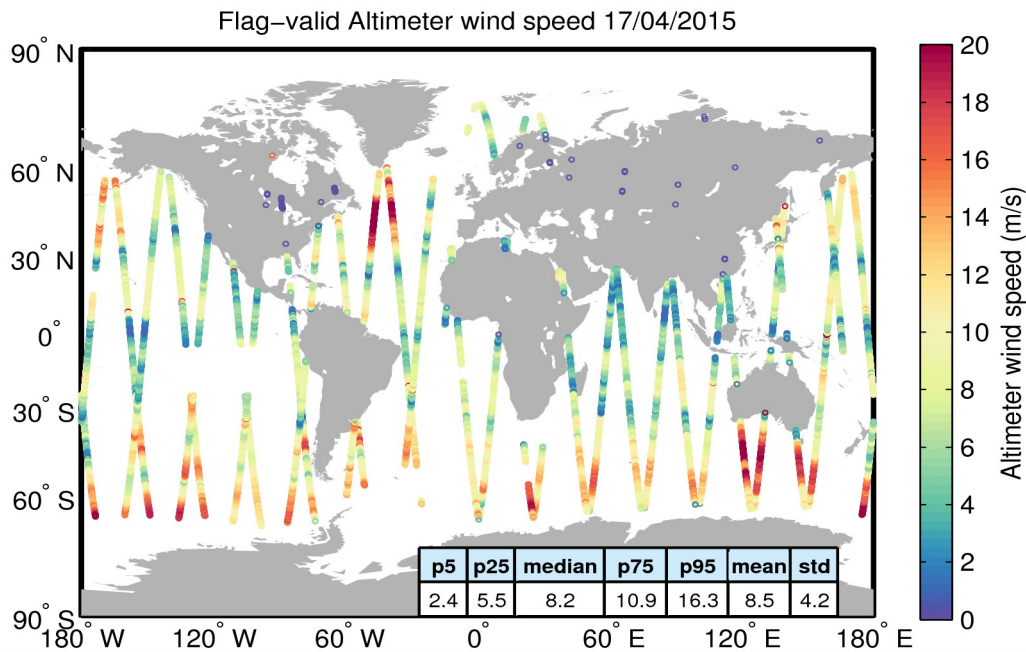 Flag−valid Altimeter wind speed 17/04/2015
90° N
60° N
30° N
0°
30° S
60° S
90° S
180° W
120° W
60° W
0°
60° E
120° E
180° E
p5 p25 median p75 p95 mean std
2.4 5.5 8.2 10.9 16.3 8.5 4.2
20
18
16
14
12
10
8
6
4
2
0
Altimeter wind speed (m/s)